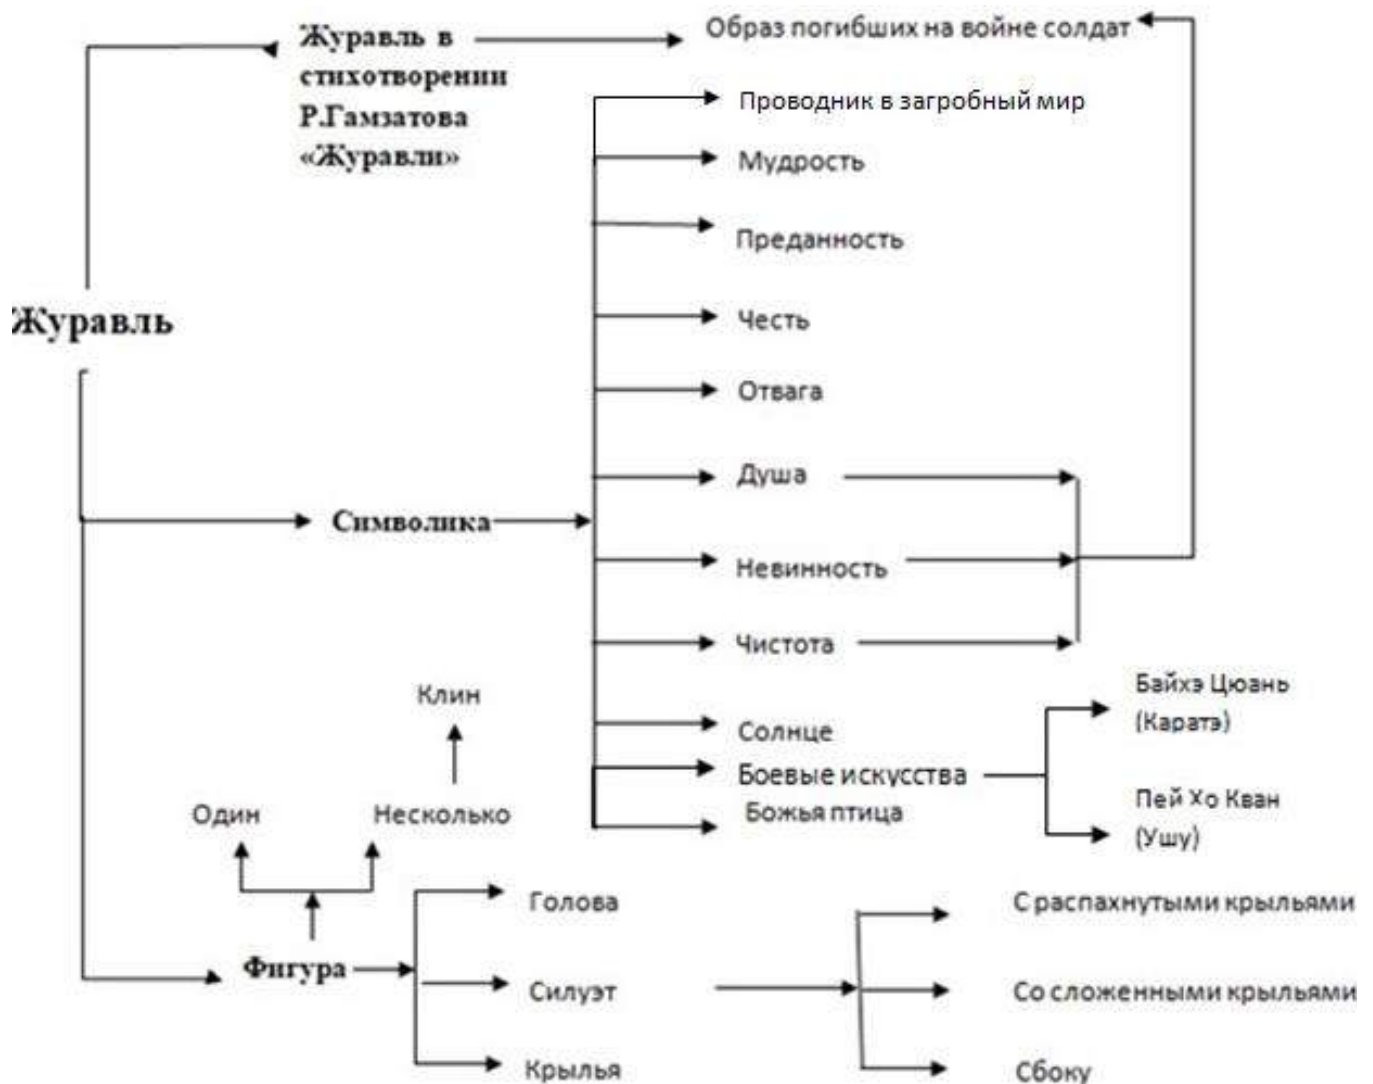 Журавль в
стихотворении
Р.Гамзатова
«Журавли»
Образ погибших на войне солдат
Проводник в загробный мир
Мудрость
Преданность
Журавль
Честь
Отвага
Душа
Символика
Невинность
Чистота
Клин
Байхэ Цюань
(Каратэ)
Солнце
Боевые искусства
Пей Хо Кван
(Ушу)
Один
Несколько
Божья птица
Голова
С распахнутыми крыльями
Фигура
Силуэт
Со сложенными крыльями
Крылья
Сбоку